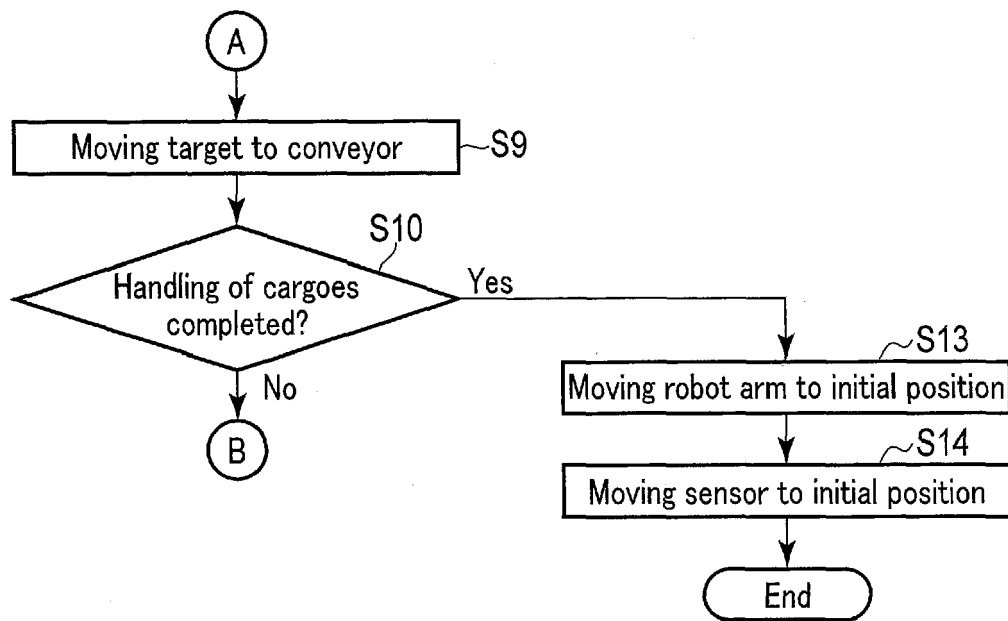 A
Moving target to conveyor
S9
S10
Handling of cargoes
completed?
Yes
No
B
S13
Moving robot arm to initial position
S14
Moving sensor to initial position
End